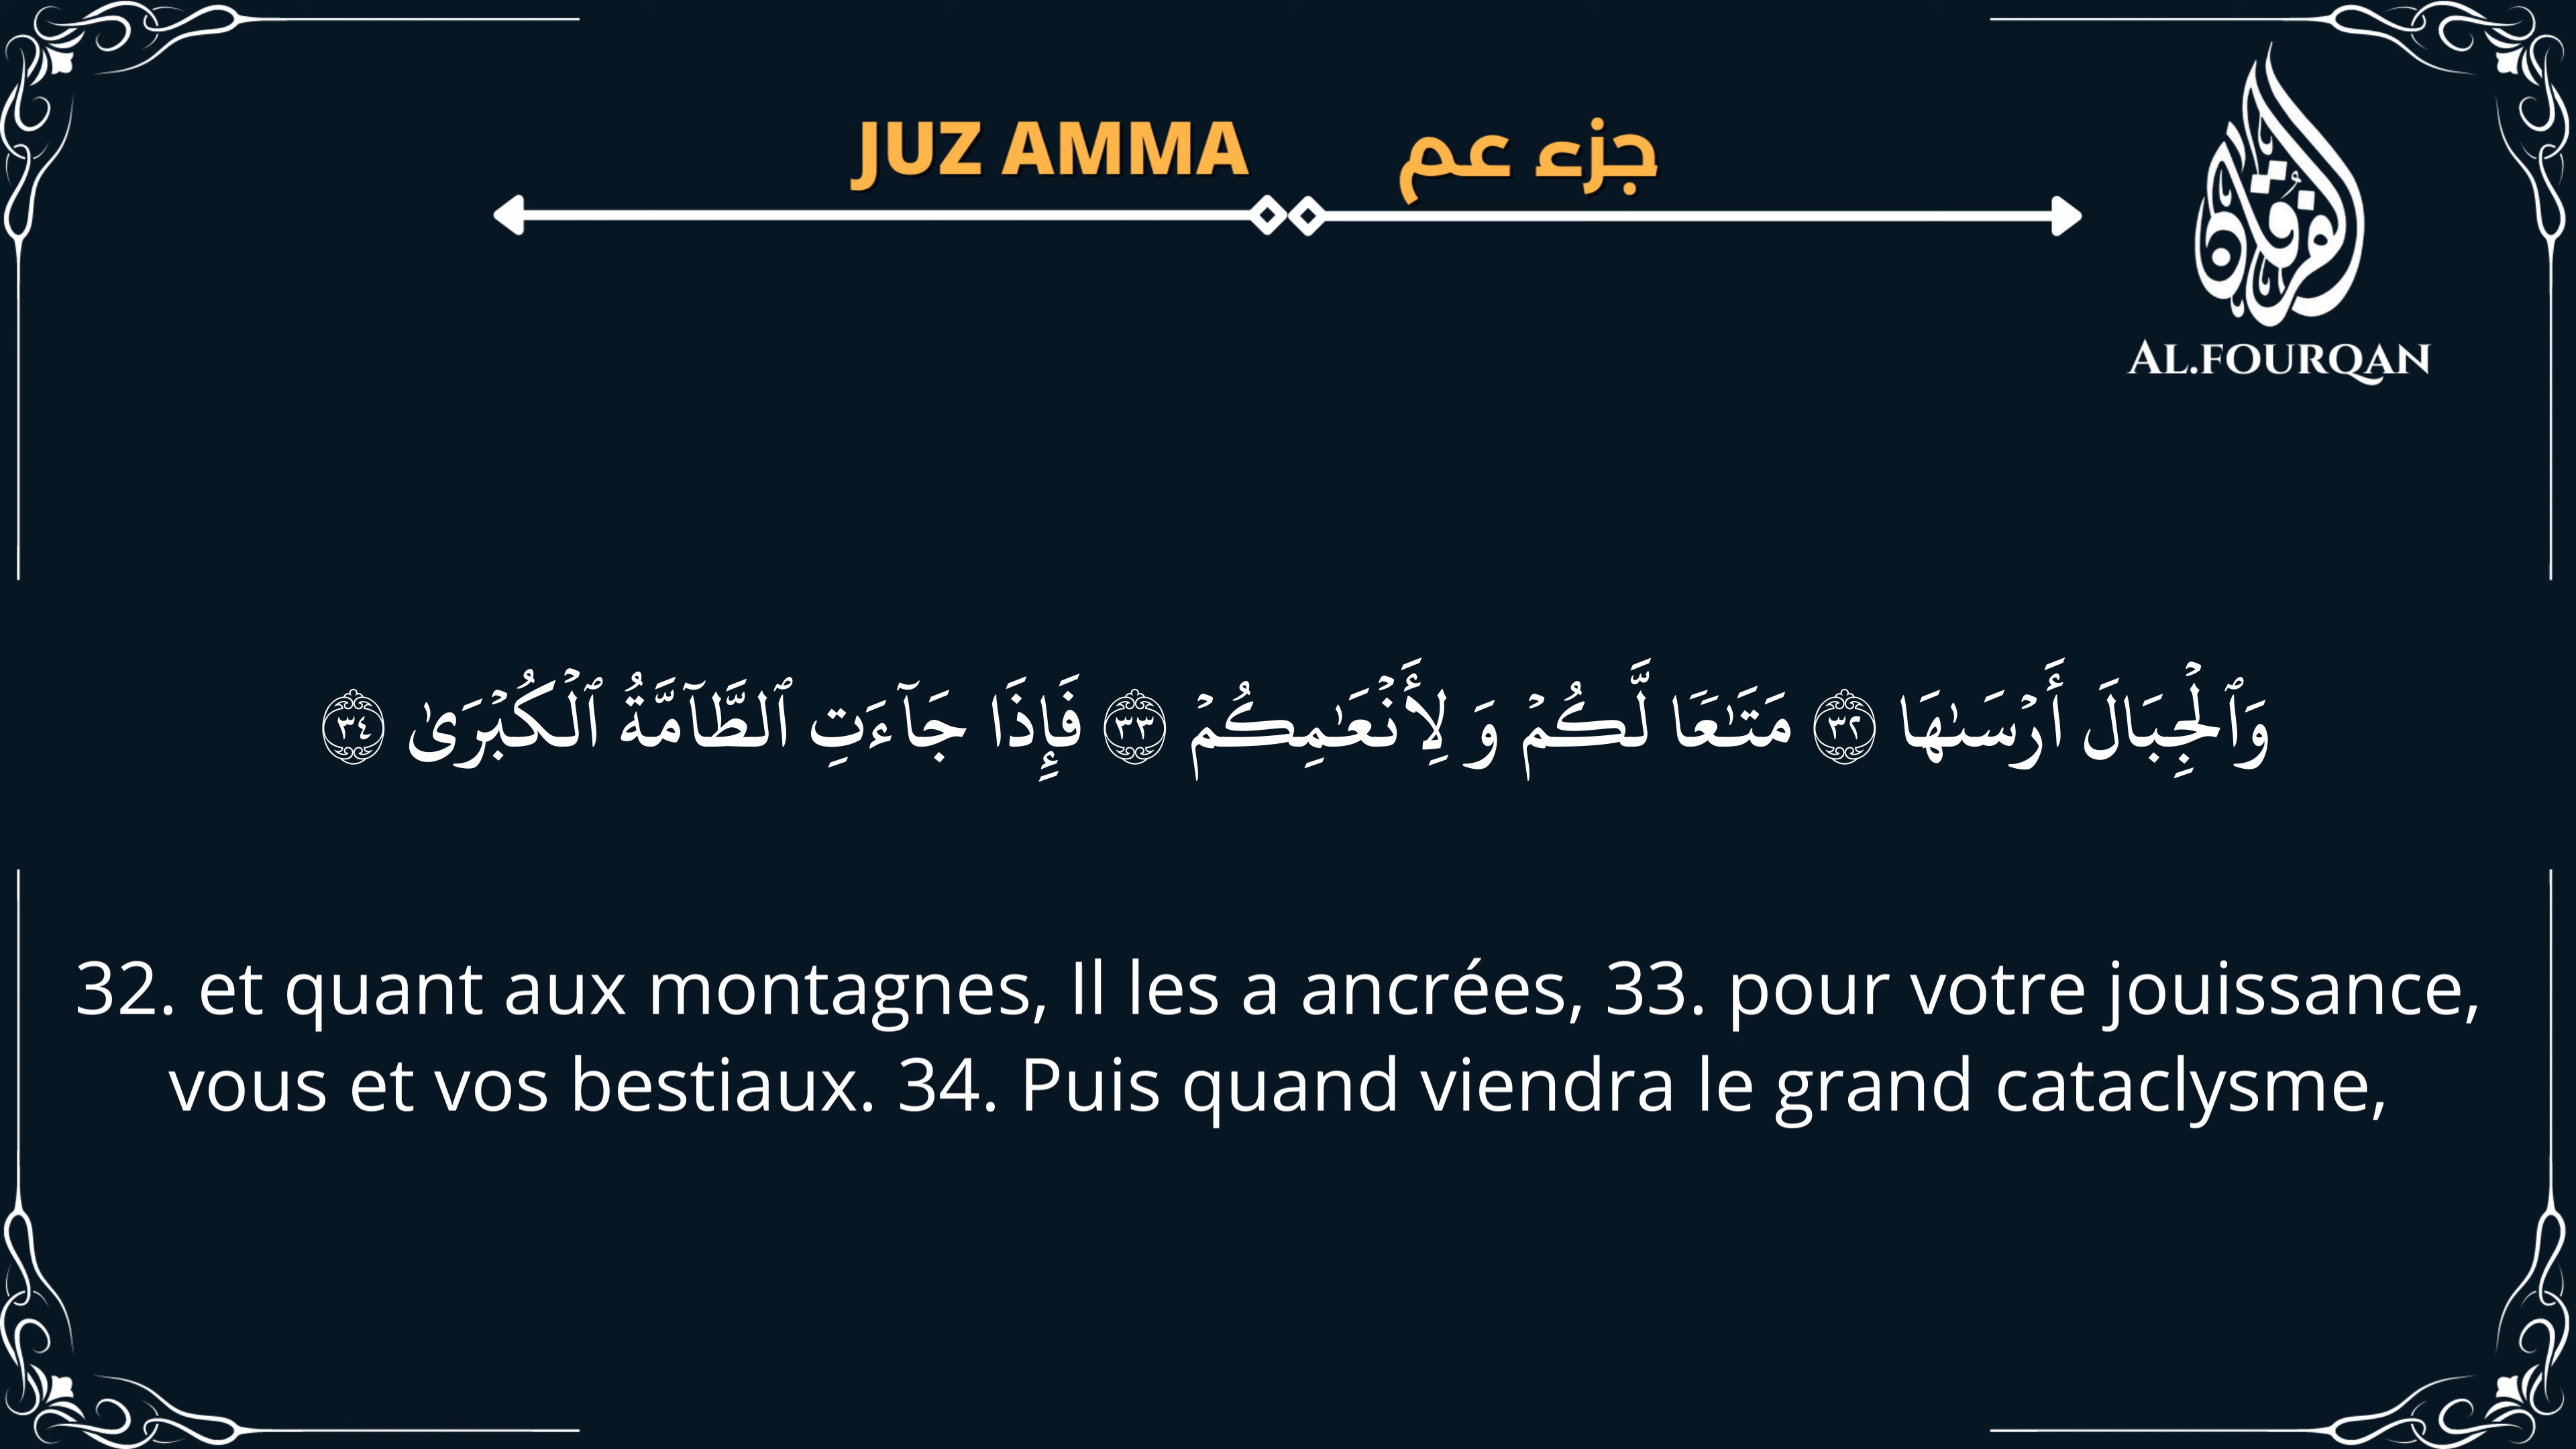 JUZ AMMA جزء عم
الفرقان
AL.FOURQAN
وَٱلۡجِبَالَ أَرۡسَىٰهَا ٣٢ مَتَٰعَا لَّكُمۡ وَ لِأَنۡعَٰمِكُمۡ ٣٣ فَإِذَا جَآءَتِ ٱلطَّآمَّةُ ٱلۡكُبۡرَىٰ ٣٤
32. et quant aux montagnes, Il les a ancrées, 33. pour votre jouissance,
vous et vos bestiaux. 34. Puis quand viendra le grand cataclysme,